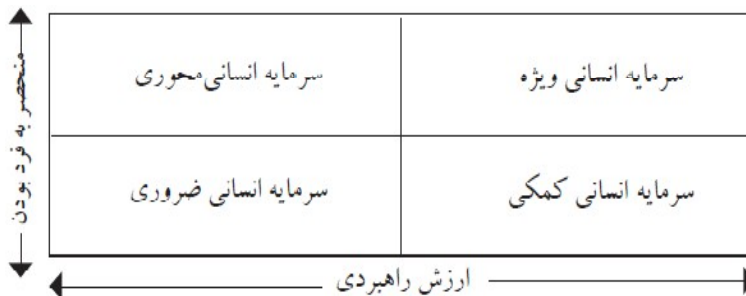 منحصر به فرد بودن
سرمایه انسانی ویژه
سرمایه انسانی محوری
سرمایه انسانی کمکی
سرمایه انسانی ضروری
ارزش راهبردی